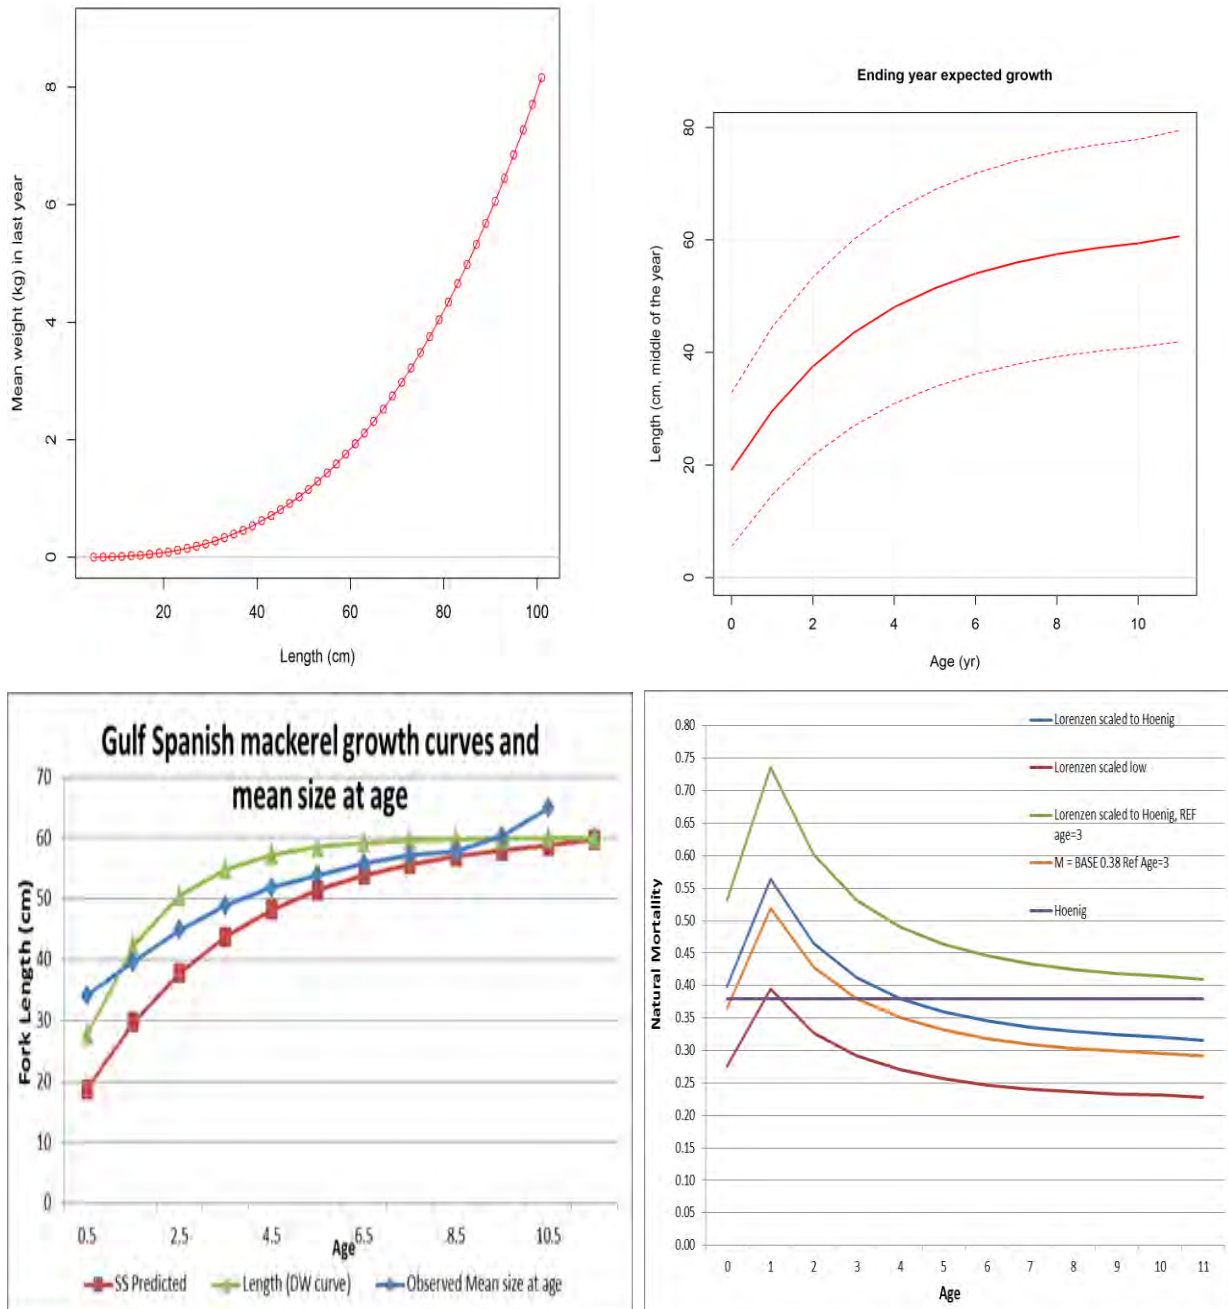 Mean weight (kg) in last year
8
6
4
2
0
20 40 60 80 100
Length (cm)
Ending year expected growth
Length (cm, middle of the year)
80
60
40
20
0
0 2 4 6 8 10
Age (yr)
Gulf Spanish mackerel growth curves and
mean size at age
Fork Length (cm)
70
60
50
40
30
20
10
0
0.5 2.5 4.5 6.5 8.5 10.5
Age
SS Predicted Length (DW curve) Observed Mean size at age
Natural Mortallity
0.80
0.75
0.70
0.65
0.60
0.55
0.50
0.45
0.40
0.35
0.30
0.25
0.20
0.15
0.10
0.05
0.00
Lorenzen scaled to Hoenig
Lorenzen scaled low
Lorenzen scaled to Hoenig, REF
age=3
M = BASE 0.38 Ref Age=3
Hoenig
0 1 2 3 4 5 6 7 8 9 10 11
Age